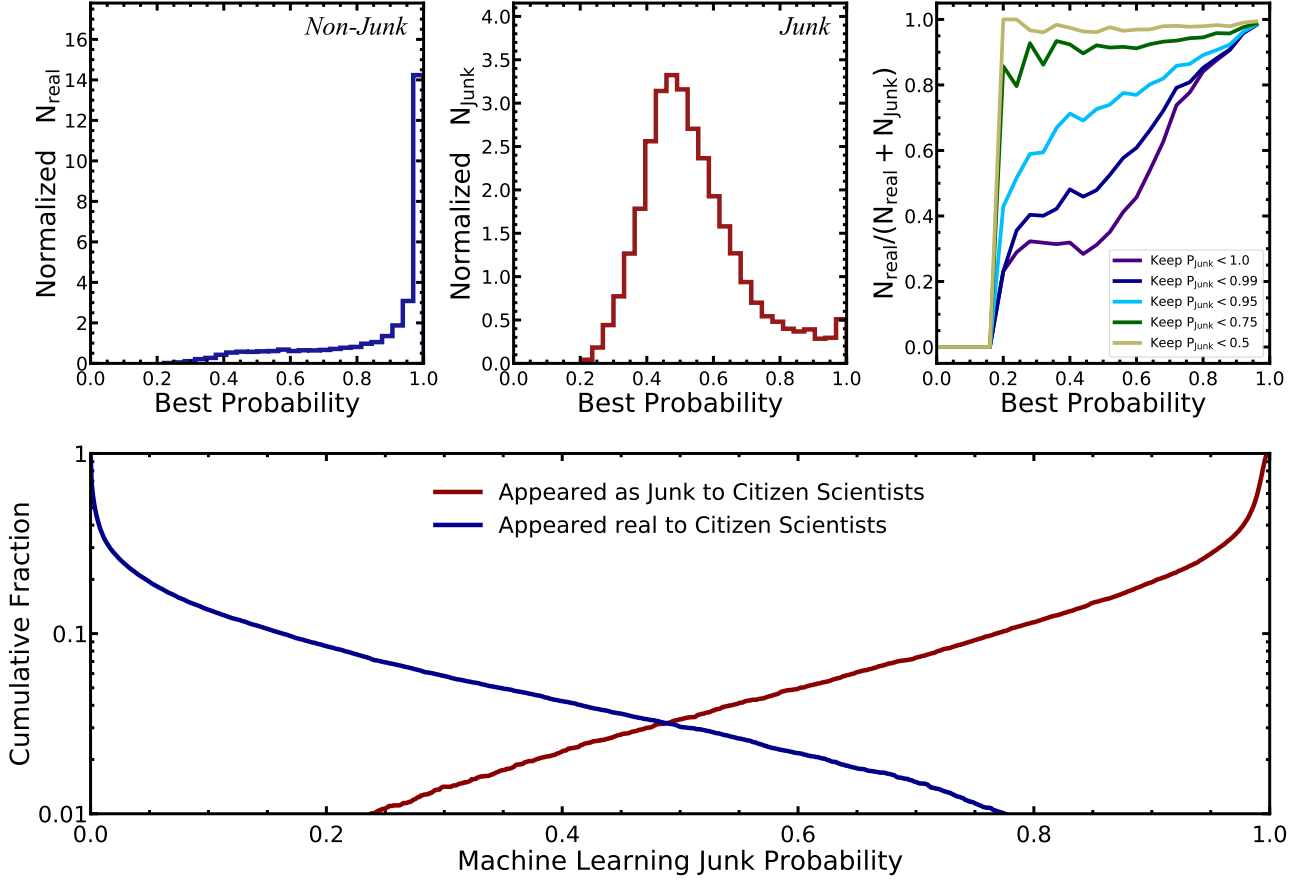 Non-Junk
Normalized N_real
16
14
12
10
8
6
4
2
0
0.0 0.2 0.4 0.6 0.8 1.0
Best Probability
Junk
Normalized N_Junk
4.0
3.5
3.0
2.5
2.0
1.5
1.0
0.5
0.0
0.0 0.2 0.4 0.6 0.8 1.0
Best Probability
N_real/(N_real + N_Junk)
1.0
0.8
0.6
0.4
0.2
0.0
Keep P_Junk < 1.0
Keep P_Junk < 0.99
Keep P_Junk < 0.95
Keep P_Junk < 0.75
Keep P_Junk < 0.5
0.0 0.2 0.4 0.6 0.8 1.0
Best Probability
Cumulative Fraction
1
0.1
0.01
Appeared as Junk to Citizen Scientists
Appeared real to Citizen Scientists
0.0 0.2 0.4 0.6 0.8 1.0
Machine Learning Junk Probability